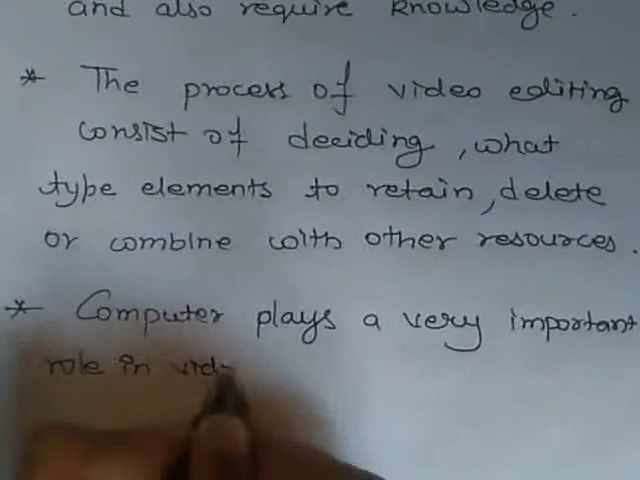 and also require knowledge.
* The process of video editing
consist of deciding, what
type elements to retain, delete
or combine with other resources.
* Computer plays a very important
role in vid